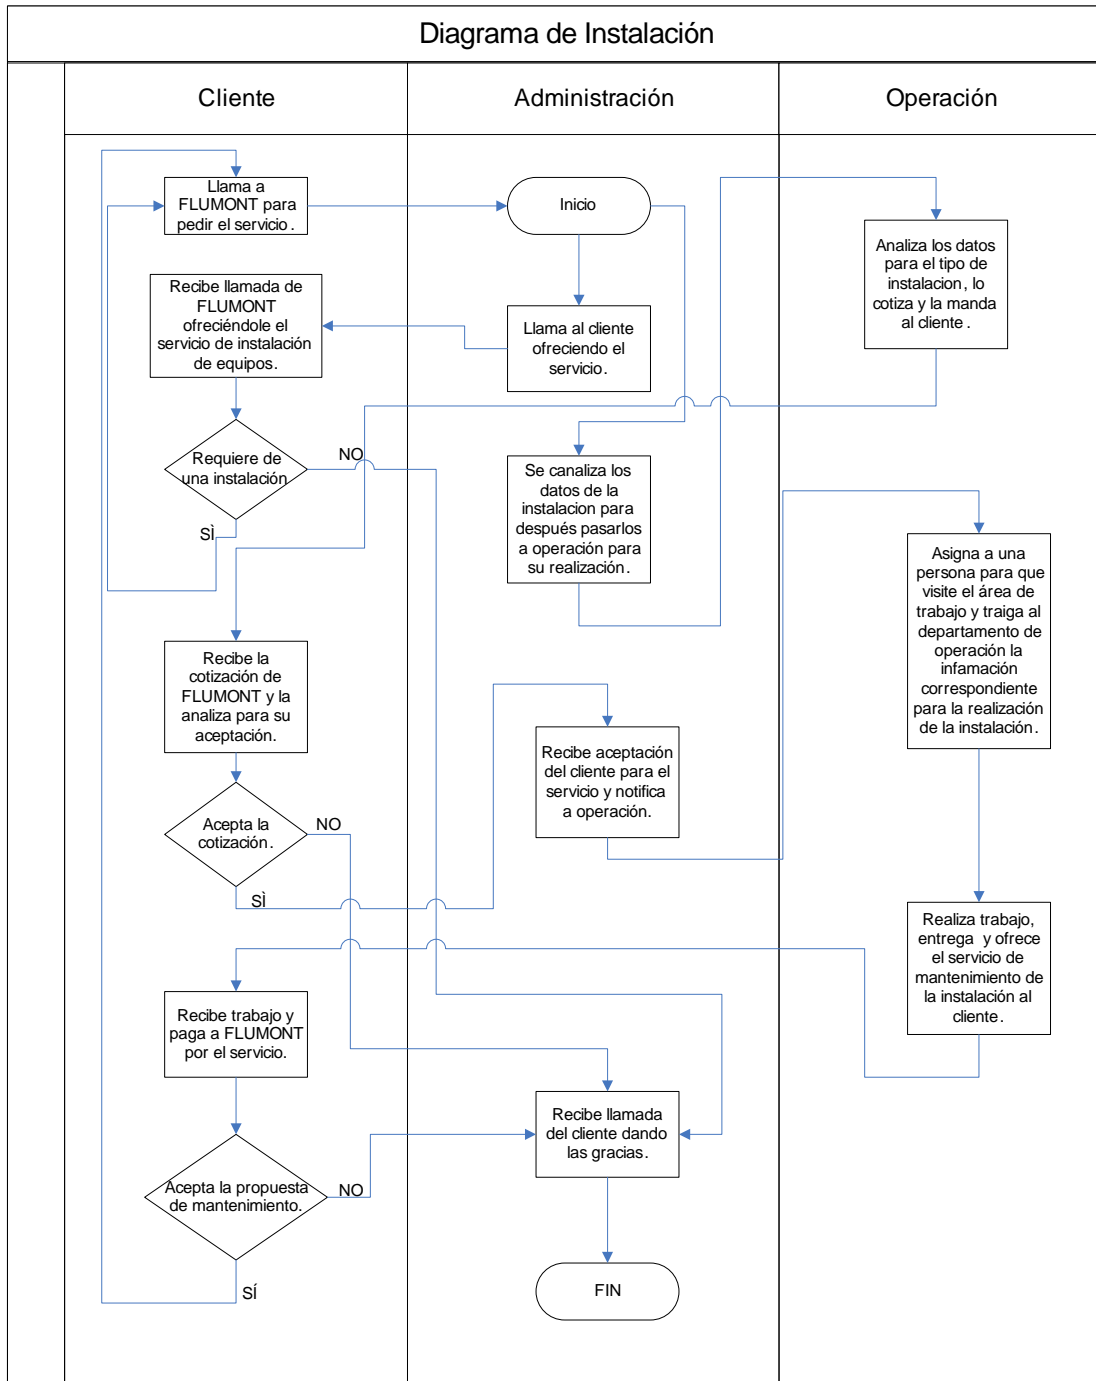 Diagrama de Instalación
Cliente
Administración
Operación
Llama a
FLUMONT para
pedir el servicio.
Inicio
Analiza los datos
para el tipo de
instalacion, lo
cotiza y la manda
al cliente.
Recibe llamada de
FLUMONT
ofreciéndole el
servicio de instalación
de equipos.
Llama al cliente
ofreciendo el
servicio.
Requiere de
una instalación
NO
SÌ
Se canaliza los
datos de la
instalacion para
después pasarlos
a operación para
su realización.
Asigna a una
persona para que
visite el área de
trabajo y traiga al
departamento de
operación la
infamación
correspondiente
para la realización
de la instalación.
Recibe la
cotización de
FLUMONT y la
analiza para su
aceptación.
Recibe aceptación
del cliente para el
servicio y notifica
a operación.
Acepta la
cotización.
NO
SÌ
Realiza trabajo,
entrega y ofrece
el servicio de
mantenimiento de
la instalación al
cliente.
Recibe trabajo y
paga a FLUMONT
por el servicio.
Recibe llamada
del cliente dando
las gracias.
Acepta la propuesta
de mantenimiento.
NO
SÍ
FIN